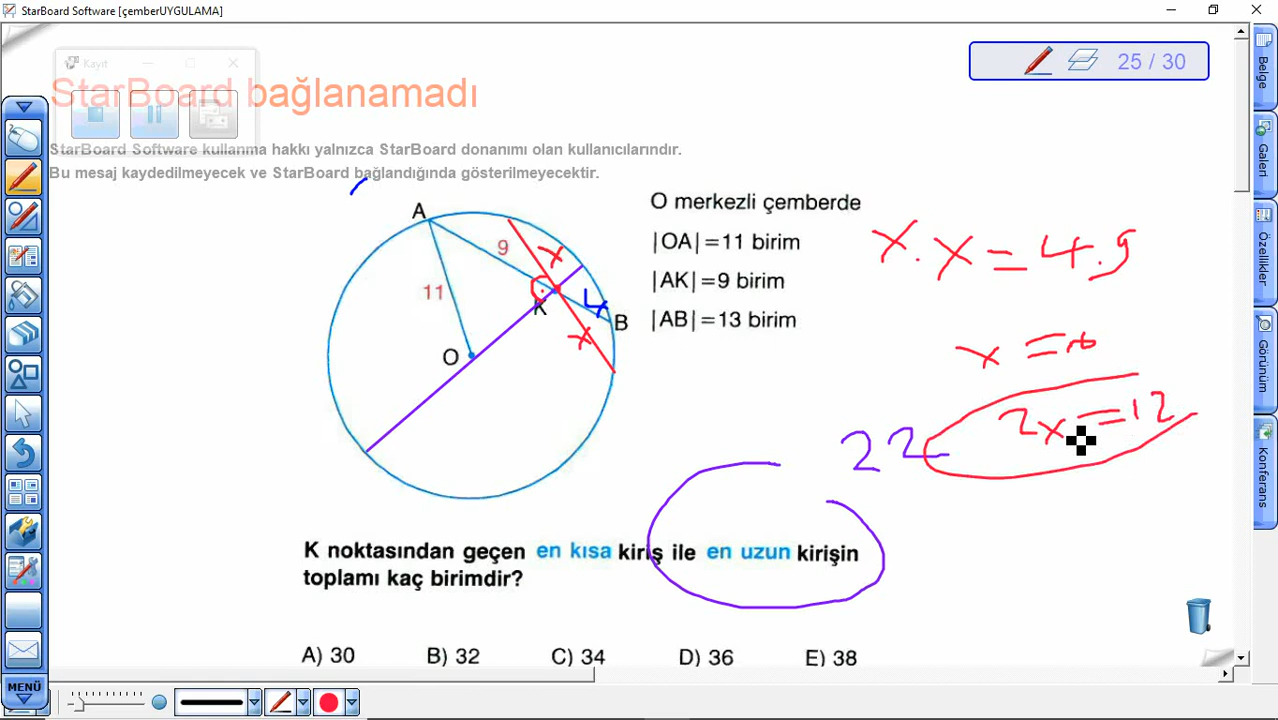 StarBoard Software [çemberUYGULAMA]
Kayıt
StarBoard bağlanamadı
25 / 30
StarBoard Software kullanma hakkı yalnızca StarBoard donanımı olan kullanıcılarındır.
Bu mesaj kaydedilmeyecek ve StarBoard bağlandığında gösterilmeyecektir.
Belge
Galeri
Özellikler
Görünüm
Konferans
A
9
x
11
4
K
B
x
O
O merkezli çemberde
|OA| =11 birim
|AK| =9 birim
|AB| =13 birim
x.x = 4.9
x = 6
2x = 12
22
K noktasından geçen en kısa kiriş ile en uzun kirişin
toplamı kaç birimdir?
A) 30 B) 32 C) 34 D) 36 E) 38
MENÜ